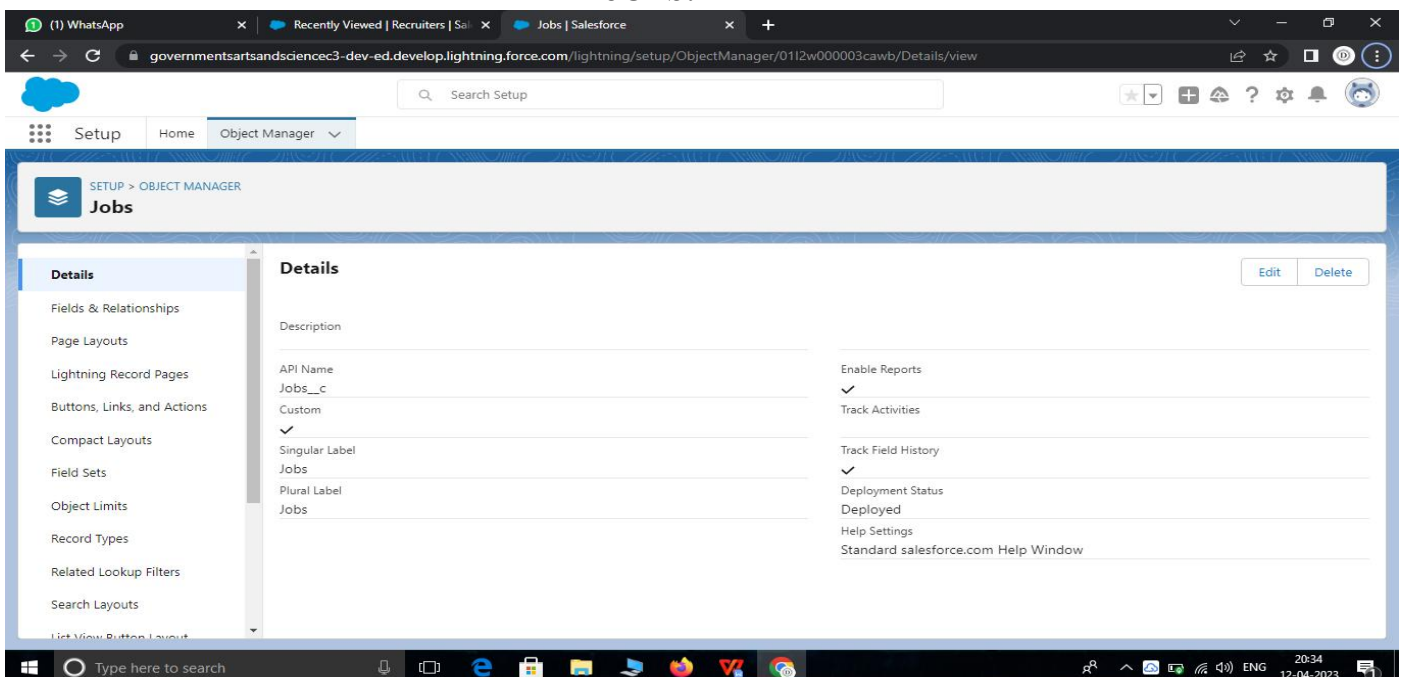 (1) WhatsApp
Recently Viewed | Recruiters | Sal
Jobs | Salesforce
governmentsartsandsciencec3-dev-ed.develop.lightning.force.com/lightning/setup/ObjectManager/01I2w000003cawb/Details/view
Search Setup
Setup Home Object Manager
SETUP > OBJECT MANAGER
Jobs
Details
Fields & Relationships
Page Layouts
Lightning Record Pages
Buttons, Links, and Actions
Compact Layouts
Field Sets
Object Limits
Record Types
Related Lookup Filters
Search Layouts
List View Button Layout
Details
Edit Delete
Description
API Name
Jobs__c
Custom
Singular Label
Jobs
Plural Label
Jobs
Enable Reports
Track Activities
Track Field History
Deployment Status
Deployed
Help Settings
Standard salesforce.com Help Window
Type here to search
ENG
20:34
12-04-2023